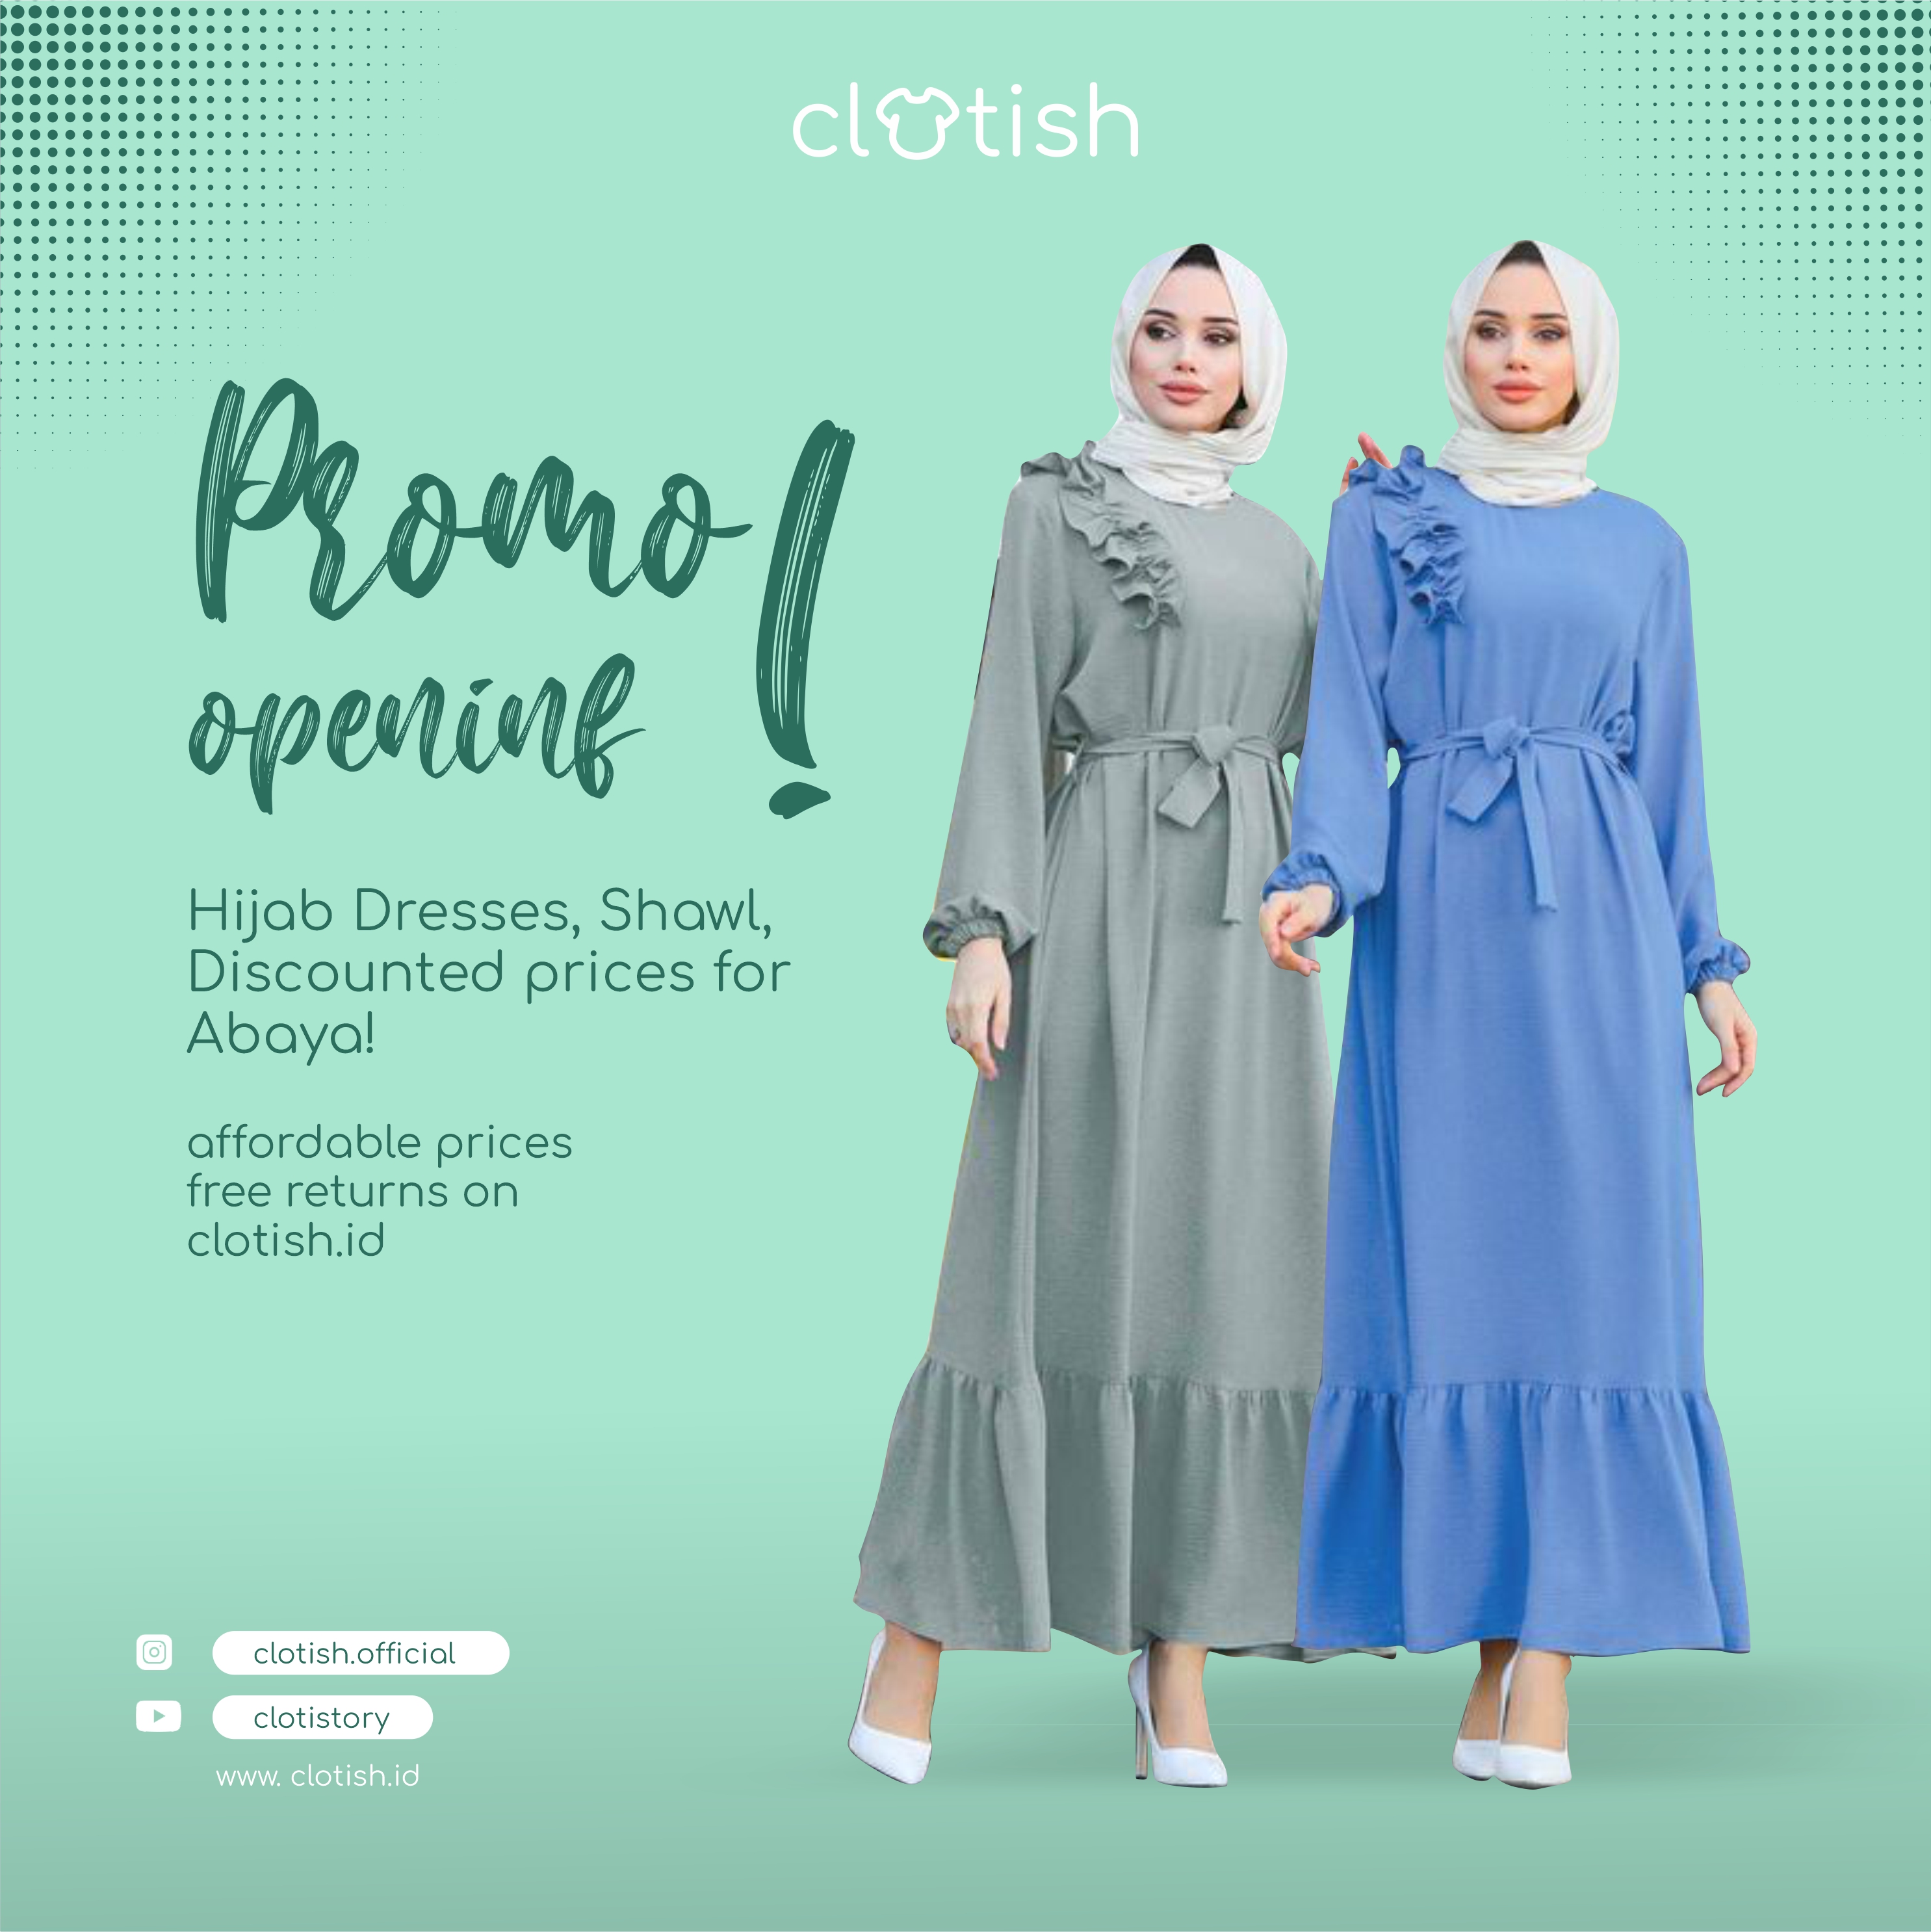 clotish
Promo!
opening
Hijab Dresses, Shawl,
Discounted prices for
Abaya!
affordable prices
free returns on
clotish.id
clotish.official
clotistory
www. clotish.id